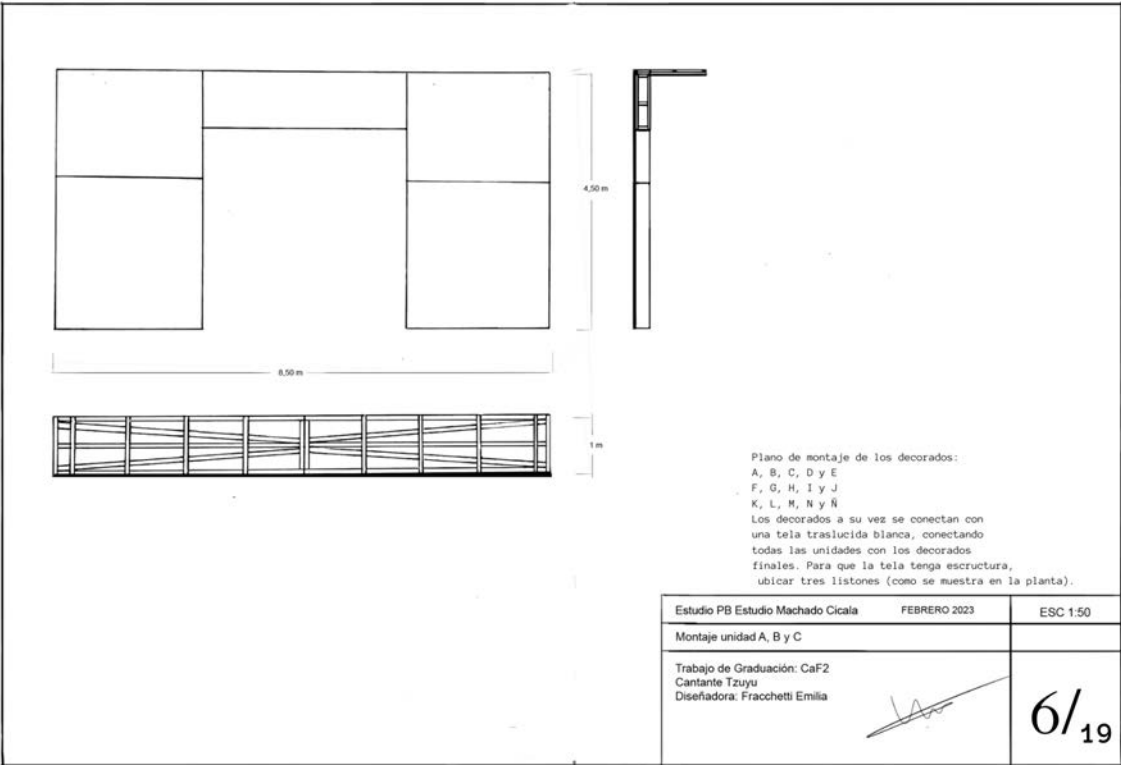 4,50 m
8,50 m
1 m
Plano de montaje de los decorados:
A, B, C, D y E
F, G, H, I y J
K, L, M, N y Ñ
Los decorados a su vez se conectan con
una tela traslucida blanca, conectando
todas las unidades con los decorados
finales. Para que la tela tenga escructura,
ubicar tres listones (como se muestra en la planta).
Estudio PB Estudio Machado Cicala FEBRERO 2023 ESC 1:50
Montaje unidad A, B y C
Trabajo de Graduación: CaF2
Cantante Tzuyu
Diseñadora: Fracchetti Emilia
6/19